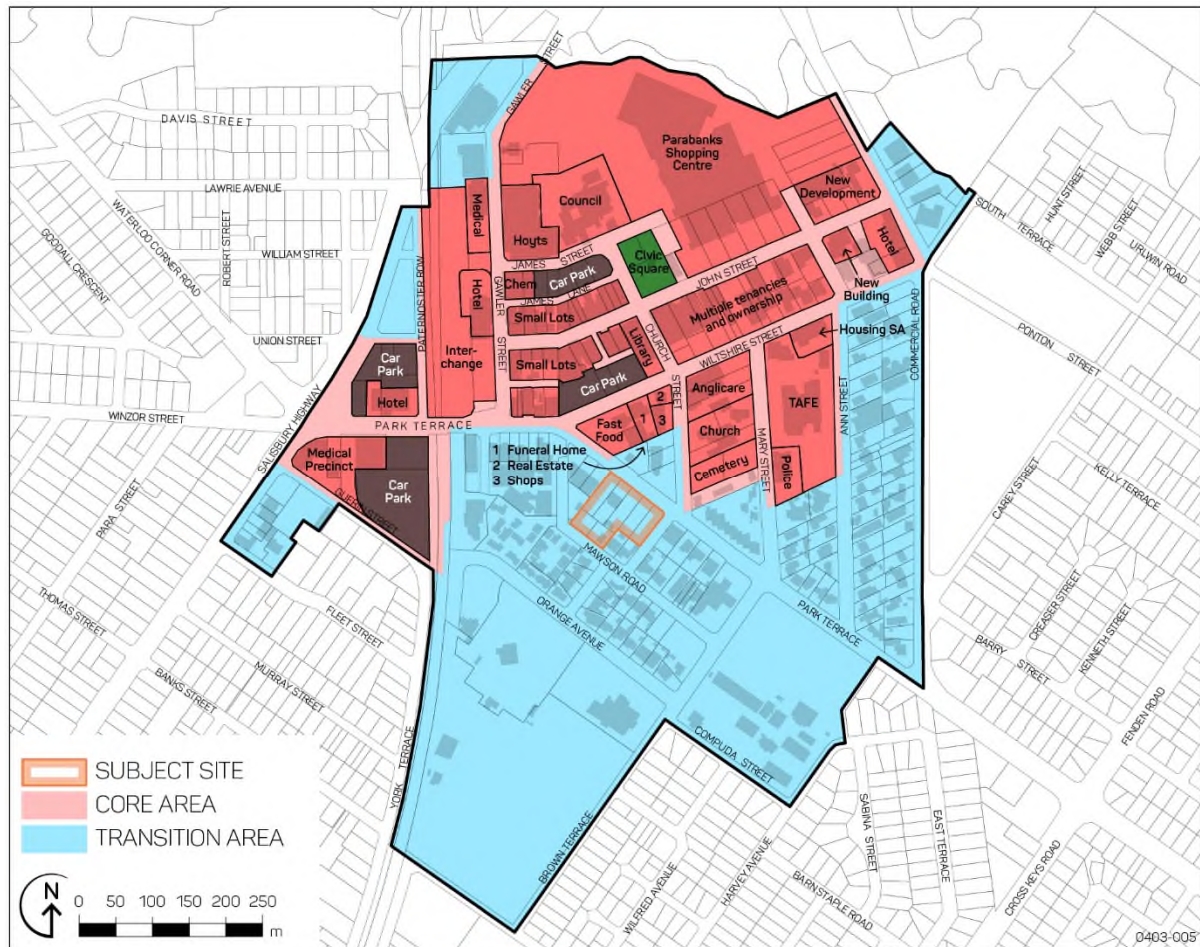 GAWLER STREET
DAVIS STREET
LAWRIE AVENUE
WATERLOO CORNER ROAD
GOODALL CRESCENT
ROBERT STREET
WILLIAM STREET
UNION STREET
WINZOR STREET
SALISBURY HIGHWAY
PATERNOSTER ROW
Parabanks
Shopping
Centre
New
Development
Council
Medical
Hoyts
Hotel
Civic
Square
JAMES STREET
Chem
Car Park
JAMES LANE
Hotel
GAWLER STREET
Small Lots
JOHN STREET
Multiple tenancies
and ownership
New
Building
Housing SA
CHURCH STREET
WILTSHIRE STREET
Library
Inter-
change
Small Lots
Car Park
Car
Park
Hotel
PARK TERRACE
Fast
Food
1
2
3
Anglicare
Church
Cemetery
TAFE
Police
MARY STREET
ANN STREET
COMMERCIAL ROAD
SOUTH TERRACE
HUNT STREET
WEBB STREET
URLWIN ROAD
PONTON STREET
1 Funeral Home
2 Real Estate
3 Shops
Medical
Precinct
Car
Park
QUEEN STREET
PARA STREET
THOMAS STREET
FLEET STREET
MURRAY STREET
BANKS STREET
YORK TERRACE
MAWSON ROAD
ORANGE AVENUE
PARK TERRACE
COMPUDA STREET
BROWN TERRACE
WILFRED AVENUE
HARVEY AVENUE
BARNSTAPLE ROAD
SABINA STREET
EAST TERRACE
CROSS KEYS ROAD
CAREY STREET
KELLY TERRACE
CREASER STREET
KENNETH STREET
BARRY STREET
FENDEN ROAD
SUBJECT SITE
CORE AREA
TRANSITION AREA
N
0 50 100 150 200 250
m
0403-005